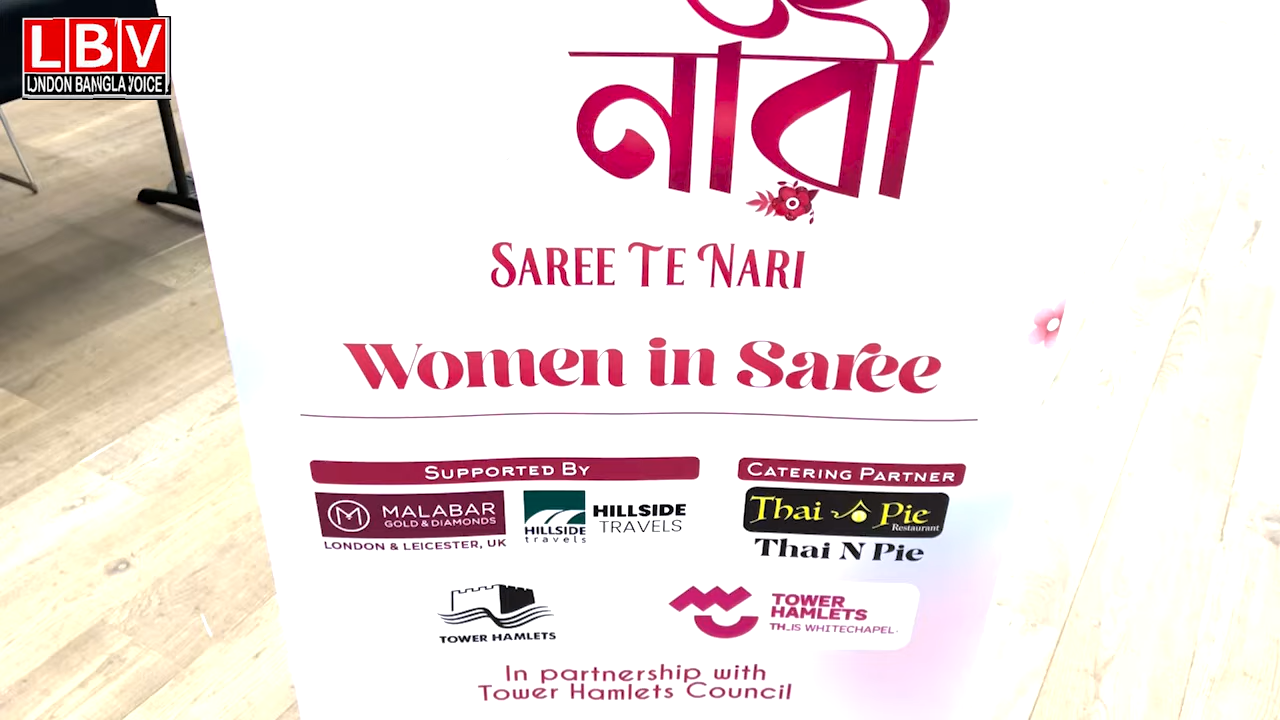 LBV
LONDON BANGLA VOICE
নারী
SAREE TE NARI
Women in Saree
SUPPORTED BY
MALABAR
GOLD & DIAMONDS
LONDON & LEICESTER, UK
HILLSIDE
travels
HILLSIDE
TRAVELS
CATERING PARTNER
Thai Pie
Restaurant
Thai N Pie
TOWER HAMLETS
TOWER
HAMLETS
TH_IS WHITECHAPEL
In partnership with
Tower Hamlets Council